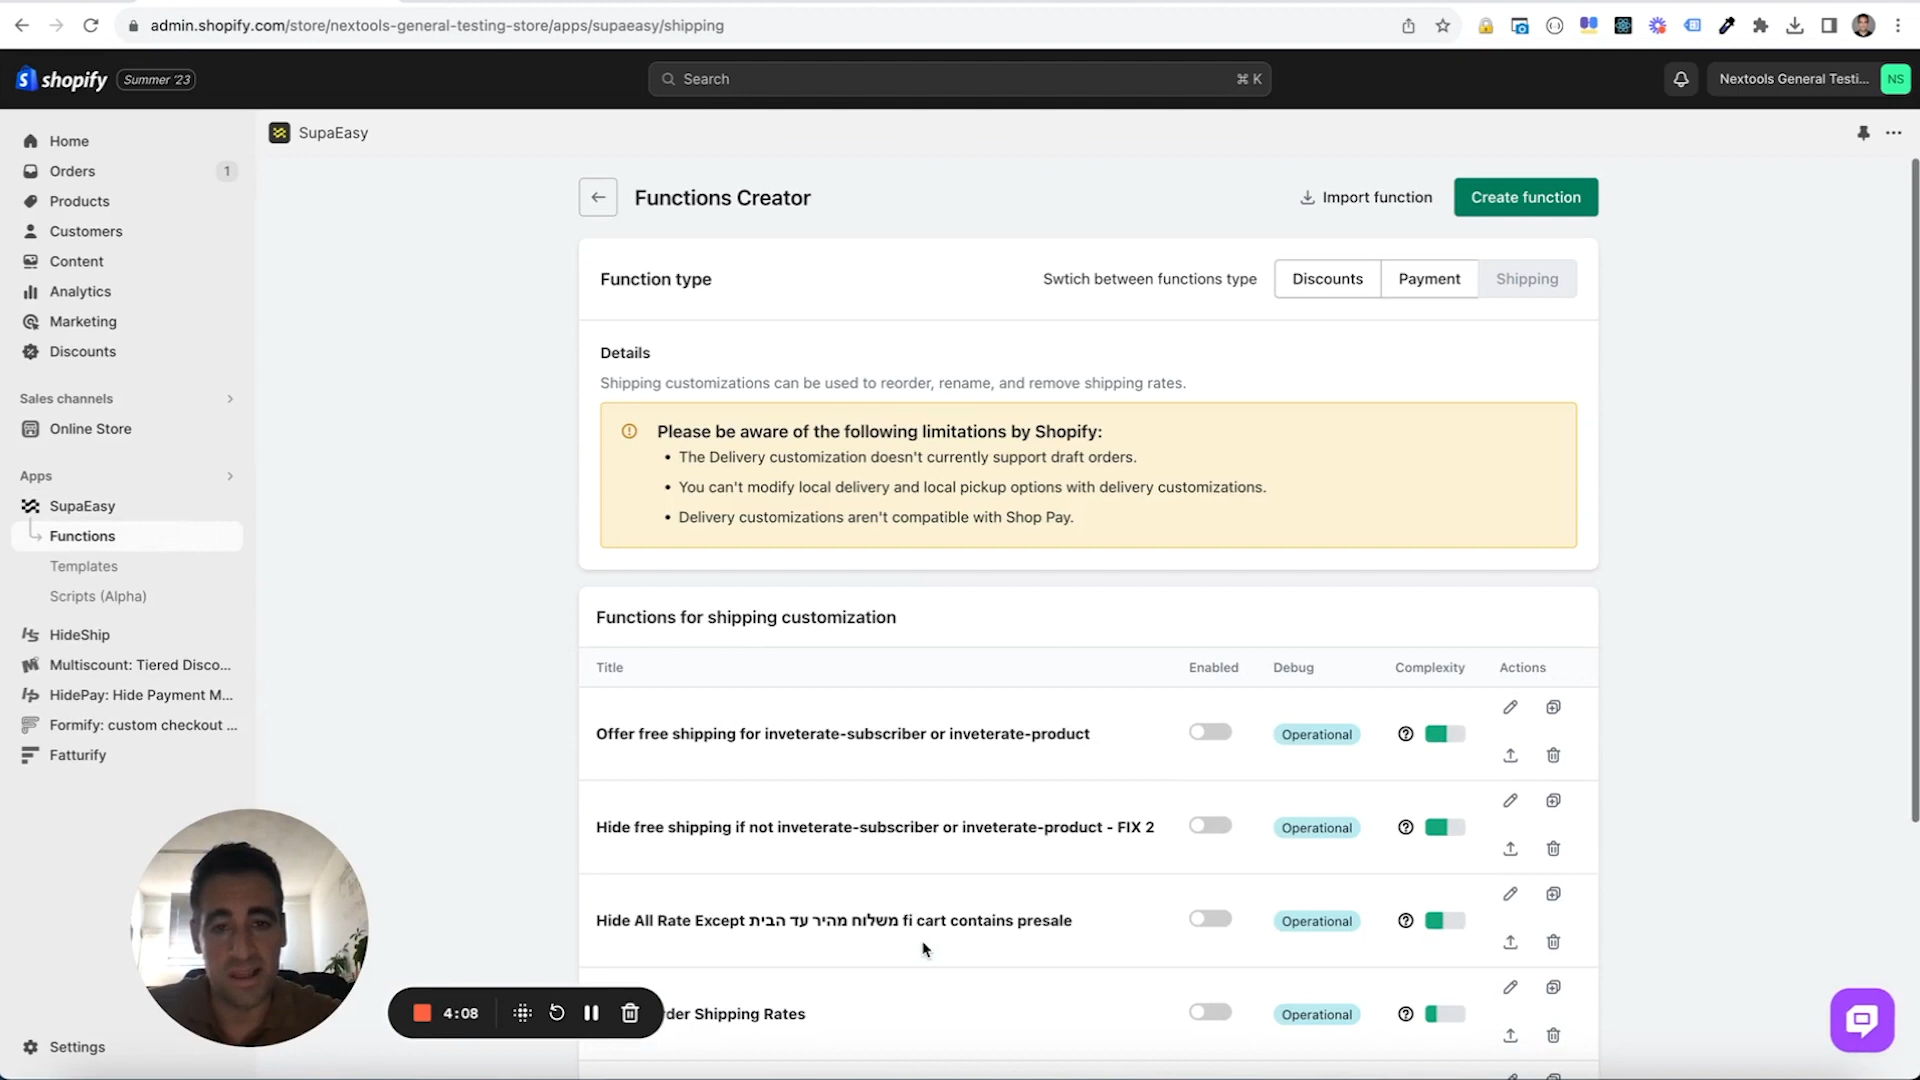 admin.shopify.com/store/nextools-general-testing-store/apps/supaeasy/shipping
shopify
Summer '23
Search
⌘ K
Nextools General Testi...
NS
Home
Orders
1
Products
Customers
Content
Analytics
Marketing
Discounts
Sales channels
Online Store
Apps
SupaEasy
Functions
Templates
Scripts (Alpha)
HideShip
Multiscount: Tiered Disco...
HidePay: Hide Payment M...
Formify: custom checkout ...
Fatturify
Settings
SupaEasy
Functions Creator
Import function
Create function
Function type
Swtich between functions type
Discounts
Payment
Shipping
Details
Shipping customizations can be used to reorder, rename, and remove shipping rates.
Please be aware of the following limitations by Shopify:
• The Delivery customization doesn't currently support draft orders.
• You can't modify local delivery and local pickup options with delivery customizations.
• Delivery customizations aren't compatible with Shop Pay.
Functions for shipping customization
Title Enabled Debug Complexity Actions
Offer free shipping for inveterate-subscriber or inveterate-product
Operational
Hide free shipping if not inveterate-subscriber or inveterate-product - FIX 2
Operational
Hide All Rate Except משלוח מהיר עד הבית fi cart contains presale
Operational
der Shipping Rates
Operational
4:08